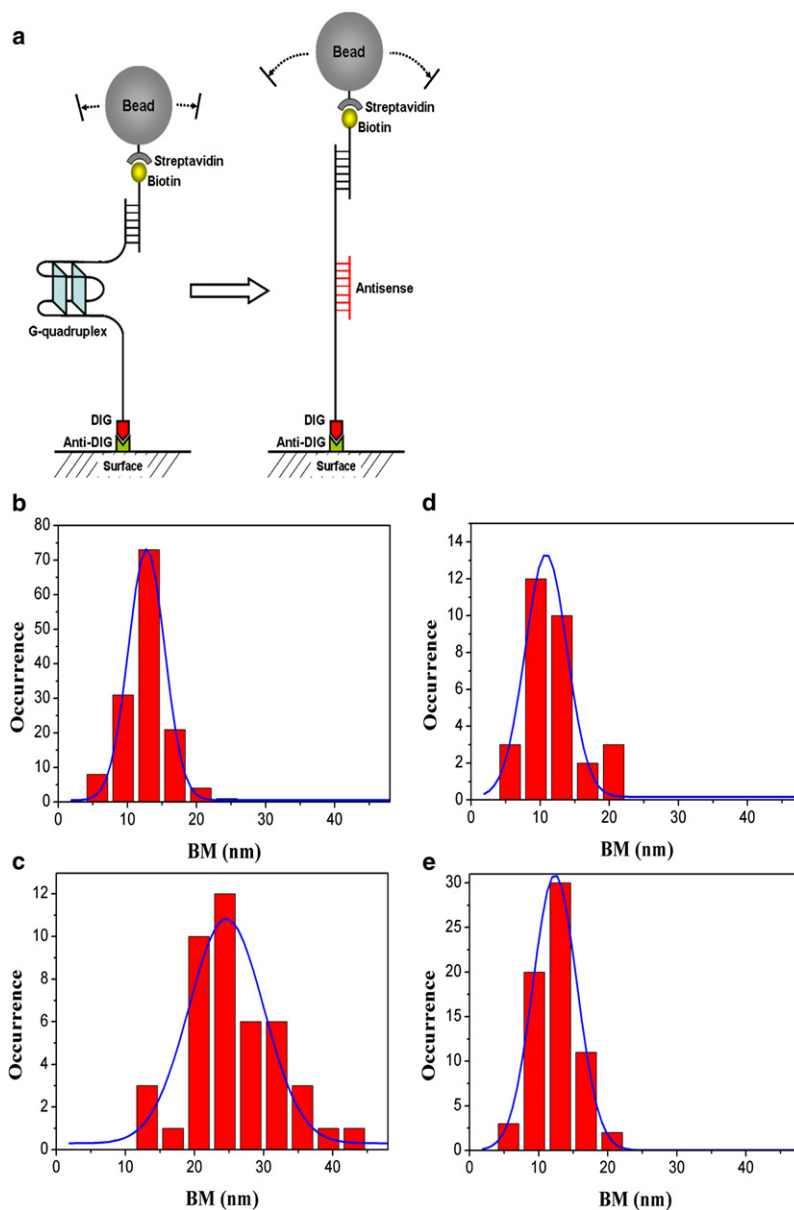 a
Bead
Streptavidin
Biotin
G-quadruplex
DIG
Anti-DIG
Surface
Bead
Streptavidin
Biotin
Antisense
DIG
Anti-DIG
Surface
b
80
70
60
50
40
30
20
10
0
Occurrence
0 10 20 30 40
BM (nm)
d
14
12
10
8
6
4
2
0
Occurrence
0 10 20 30 40
BM (nm)
c
12
10
8
6
4
2
0
Occurrence
0 10 20 30 40
BM (nm)
e
30
25
20
15
10
5
0
Occurrence
0 10 20 30 40
BM (nm)